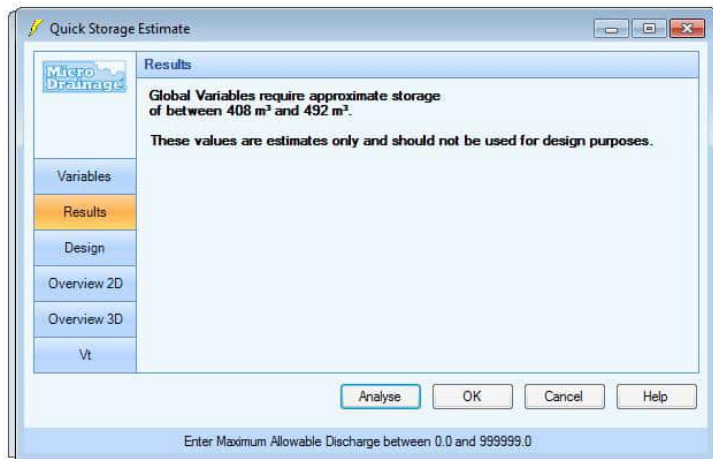 Quick Storage Estimate
Micro
Drainage
Results
Global Variables require approximate storage
of between 408 m³ and 492 m³.
These values are estimates only and should not be used for design purposes.
Variables
Results
Design
Overview 2D
Overview 3D
Vt
Analyse
OK
Cancel
Help
Enter Maximum Allowable Discharge between 0.0 and 999999.0